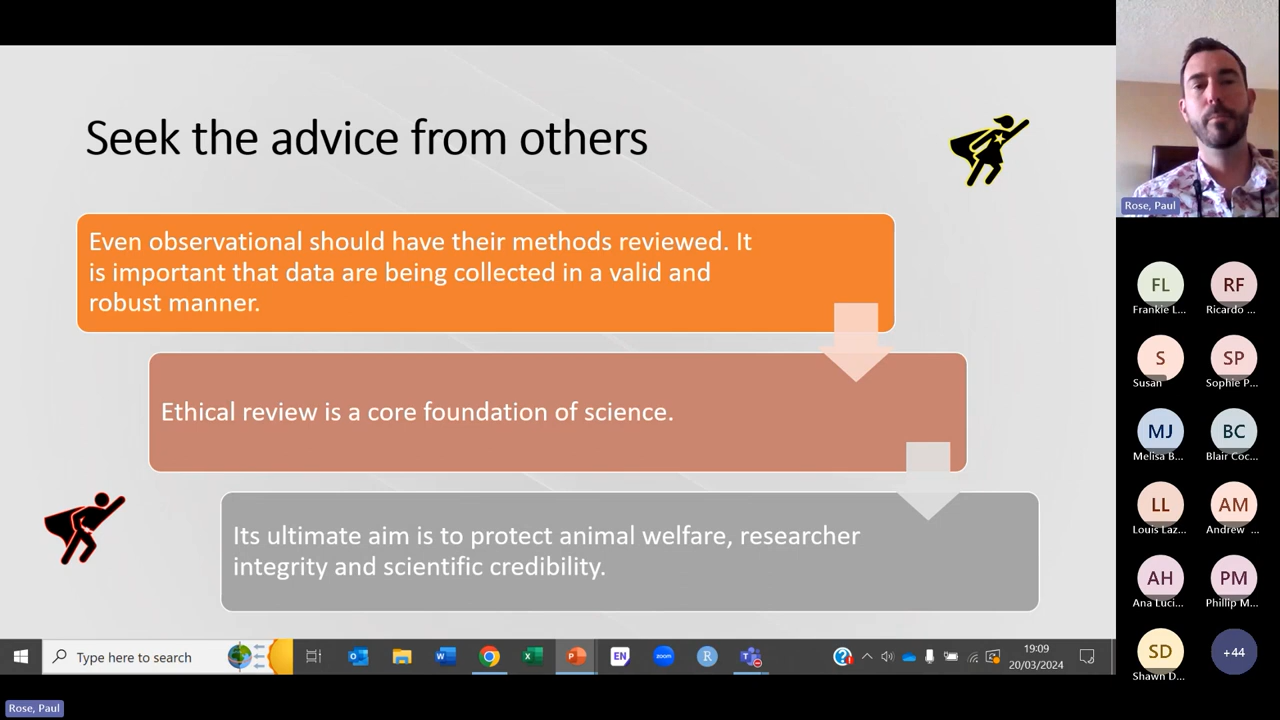 Seek the advice from others
Even observational should have their methods reviewed. It
is important that data are being collected in a valid and
robust manner.
Ethical review is a core foundation of science.
Its ultimate aim is to protect animal welfare, researcher
integrity and scientific credibility.
Type here to search
EN
zoom
R
19:09
20/03/2024
Rose, Paul
FL
Frankie L...
RF
Ricardo ...
S
Susan
SP
Sophie P...
MJ
Melisa B...
BC
Blair Coc...
LL
Louis Laz...
AM
Andrew ...
AH
Ana Luci...
PM
Phillip M...
SD
Shawn D...
+44
Rose, Paul